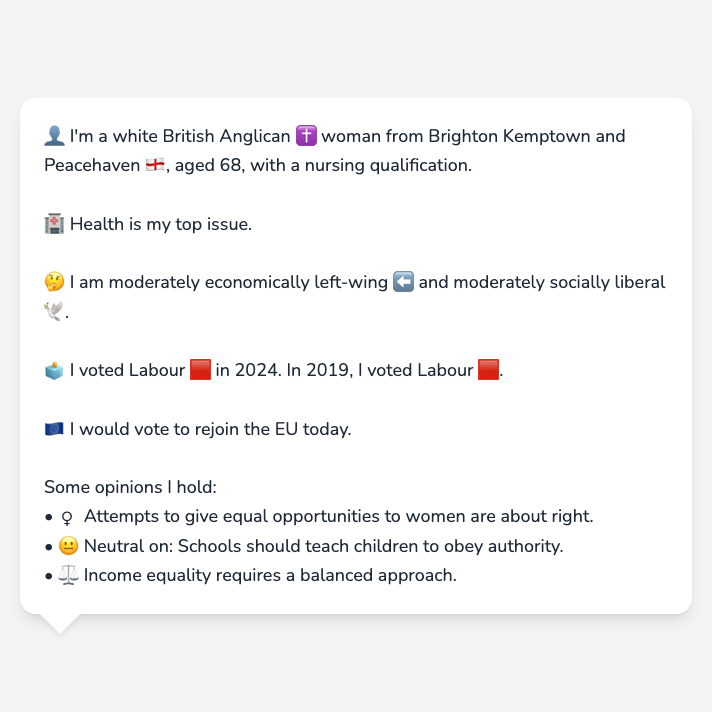 👤 I'm a white British Anglican ✝️ woman from Brighton Kemptown and
Peacehaven 🏴󠁧󠁢󠁥󠁮󠁧󠁿, aged 68, with a nursing qualification.
🏥 Health is my top issue.
🤔 I am moderately economically left-wing ⬅️ and moderately socially liberal
🕊️.
🗳️ I voted Labour 🟥 in 2024. In 2019, I voted Labour 🟥.
🇪🇺 I would vote to rejoin the EU today.
Some opinions I hold:
• ♀ Attempts to give equal opportunities to women are about right.
• 😐 Neutral on: Schools should teach children to obey authority.
• ⚖️ Income equality requires a balanced approach.